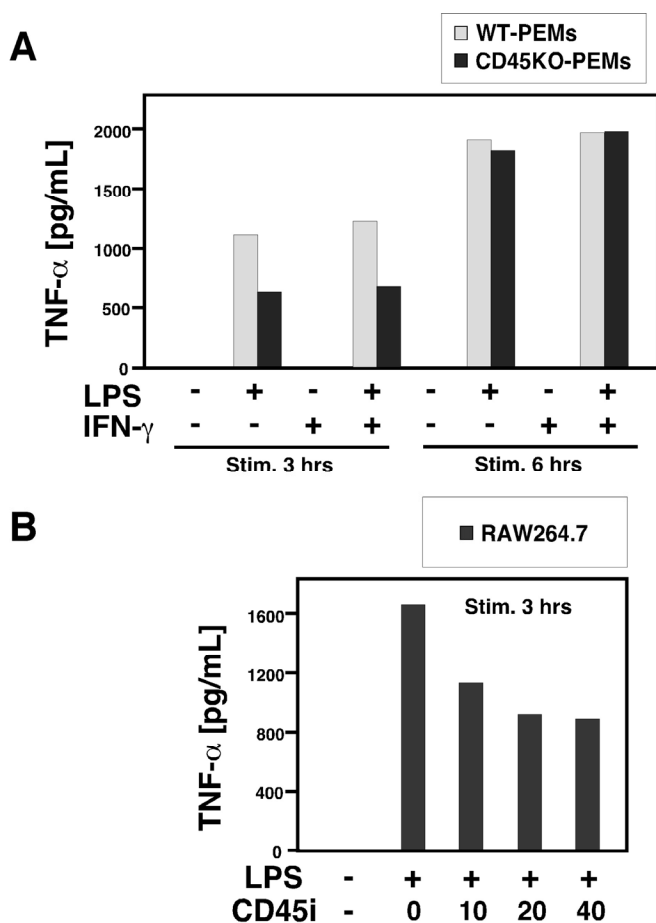 A
WT-PEMs
CD45KO-PEMs
TNF-α [pg/mL]
2000
1500
1000
500
0
LPS - + - + - + - +
IFN-γ - - + + - - + +
Stim. 3 hrs Stim. 6 hrs
B
RAW264.7
Stim. 3 hrs
TNF-α [pg/mL]
1600
1200
800
400
0
LPS - + + + +
CD45i - 0 10 20 40